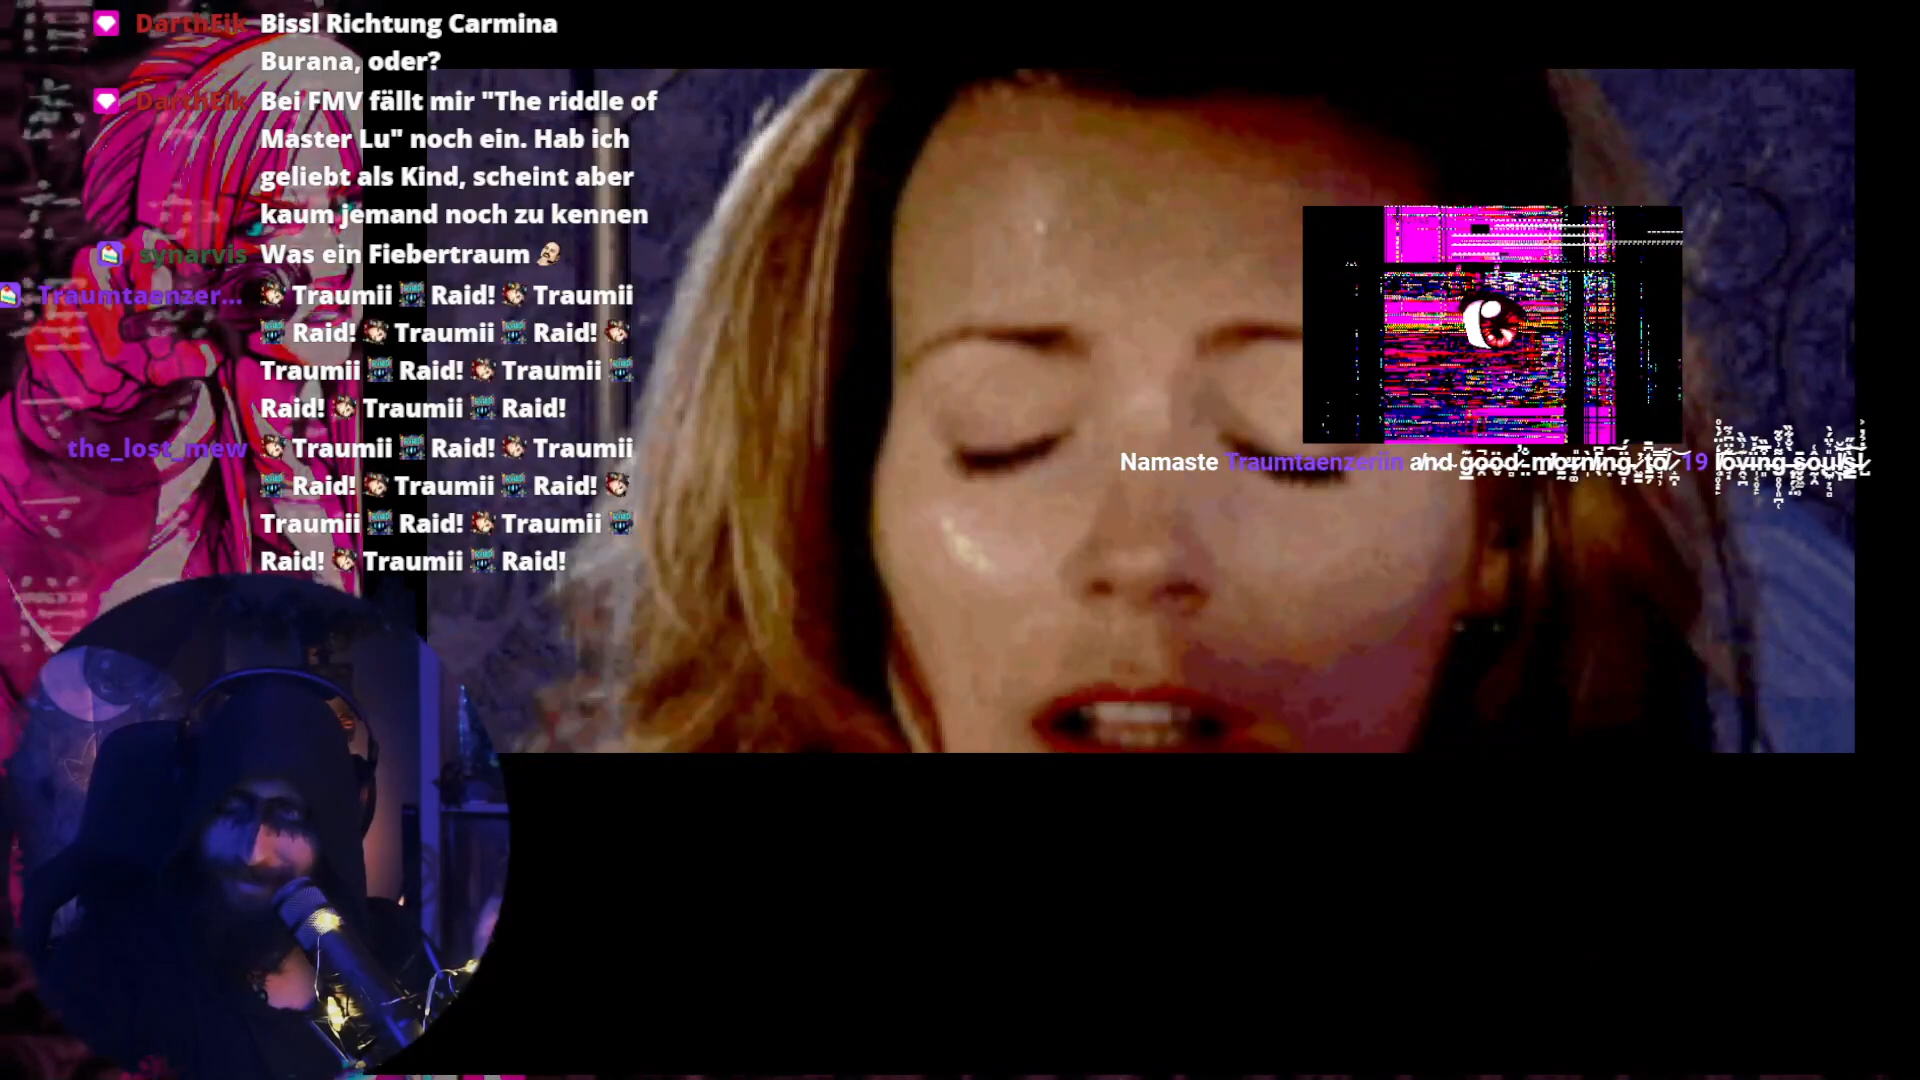 DarthEik Bissl Richtung Carmina
Burana, oder?
DarthEik Bei FMV fällt mir "The riddle of
Master Lu" noch ein. Hab ich
geliebt als Kind, scheint aber
kaum jemand noch zu kennen
synarvis Was ein Fiebertraum
Traumtaenzer... Traumii Raid! Traumii
Raid! Traumii Raid!
Traumii Raid! Traumii
Raid! Traumii Raid!
the_lost_mew Traumii Raid! Traumii
Raid! Traumii Raid!
Traumii Raid! Traumii
Raid! Traumii Raid!
Namaste Traumtaenzeriin and good morning to 19 loving souls